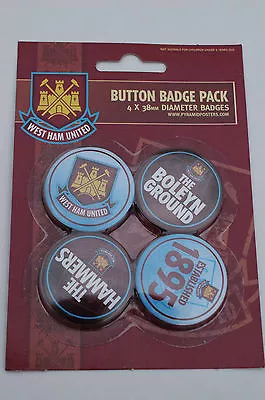 NOT SUITABLE FOR CHILDREN UNDER 3 YEARS OLD
BUTTON BADGE PACK
4 X 38MM DIAMETER BADGES
WWW.PYRAMIDPOSTERS.COM
WEST HAM UNITED
WEST HAM UNITED
THE
BOLEYN
GROUND
THE
HAMMERS
ESTABLISHED
1895